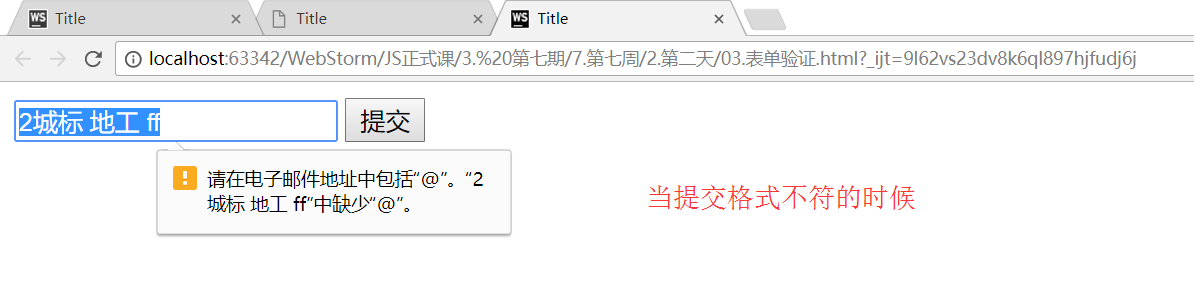 WS Title Title WS Title
localhost:63342/WebStorm/JS正式课/3.%20第七期/7.第七周/2.第二天/03.表单验证.html?_ijt=9l62vs23dv8k6ql897hjfudj6j
2城标 地工 ff 提交
请在电子邮件地址中包括“@”。“2
城标 地工 ff”中缺少“@”。
当提交格式不符的时候